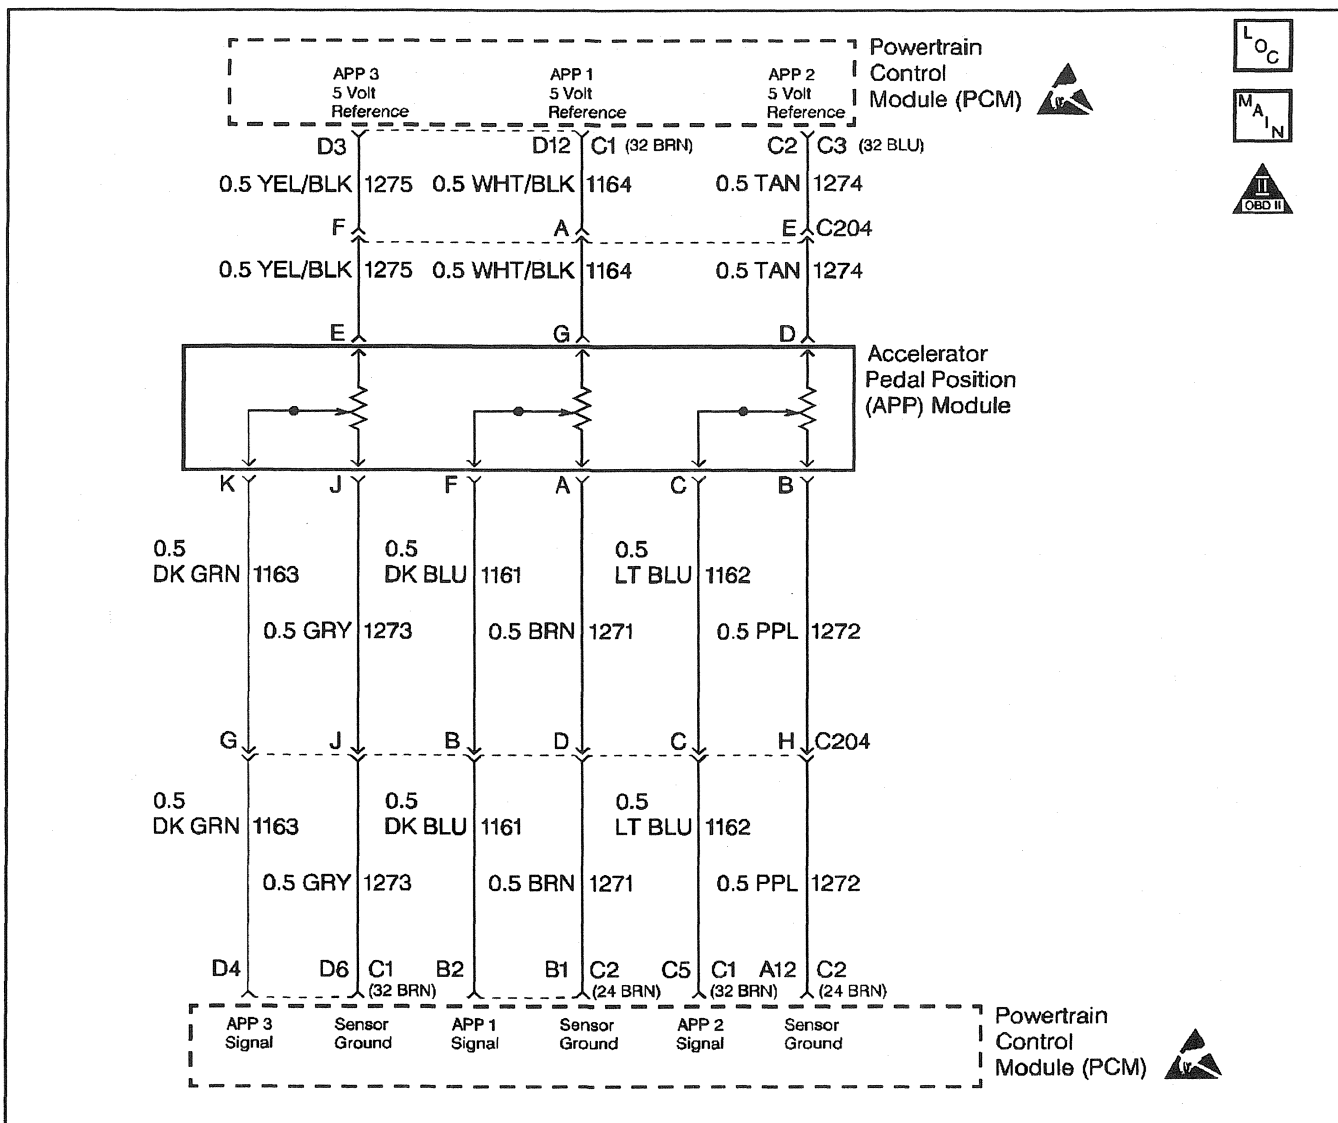 Powertrain
Control
Module (PCM)
APP 3
5 Volt
Reference
APP 1
5 Volt
Reference
APP 2
5 Volt
Reference
LOC
MAIN
II
OBD II
D3 D12 C1 (32 BRN) C2 C3 (32 BLU)
0.5 YEL/BLK 1275 0.5 WHT/BLK 1164 0.5 TAN 1274
F A E C204
0.5 YEL/BLK 1275 0.5 WHT/BLK 1164 0.5 TAN 1274
E G D
Accelerator
Pedal Position
(APP) Module
K J F A C B
0.5 0.5 0.5
DK GRN 1163 DK BLU 1161 LT BLU 1162
0.5 GRY 1273 0.5 BRN 1271 0.5 PPL 1272
G J B D C H C204
0.5 0.5 0.5
DK GRN 1163 DK BLU 1161 LT BLU 1162
0.5 GRY 1273 0.5 BRN 1271 0.5 PPL 1272
D4 D6 C1 B2 B1 C2 C5 C1 A12 C2
(32 BRN) (24 BRN) (32 BRN) (24 BRN)
APP 3
Signal
Sensor
Ground
APP 1
Signal
Sensor
Ground
APP 2
Signal
Sensor
Ground
Powertrain
Control
Module (PCM)